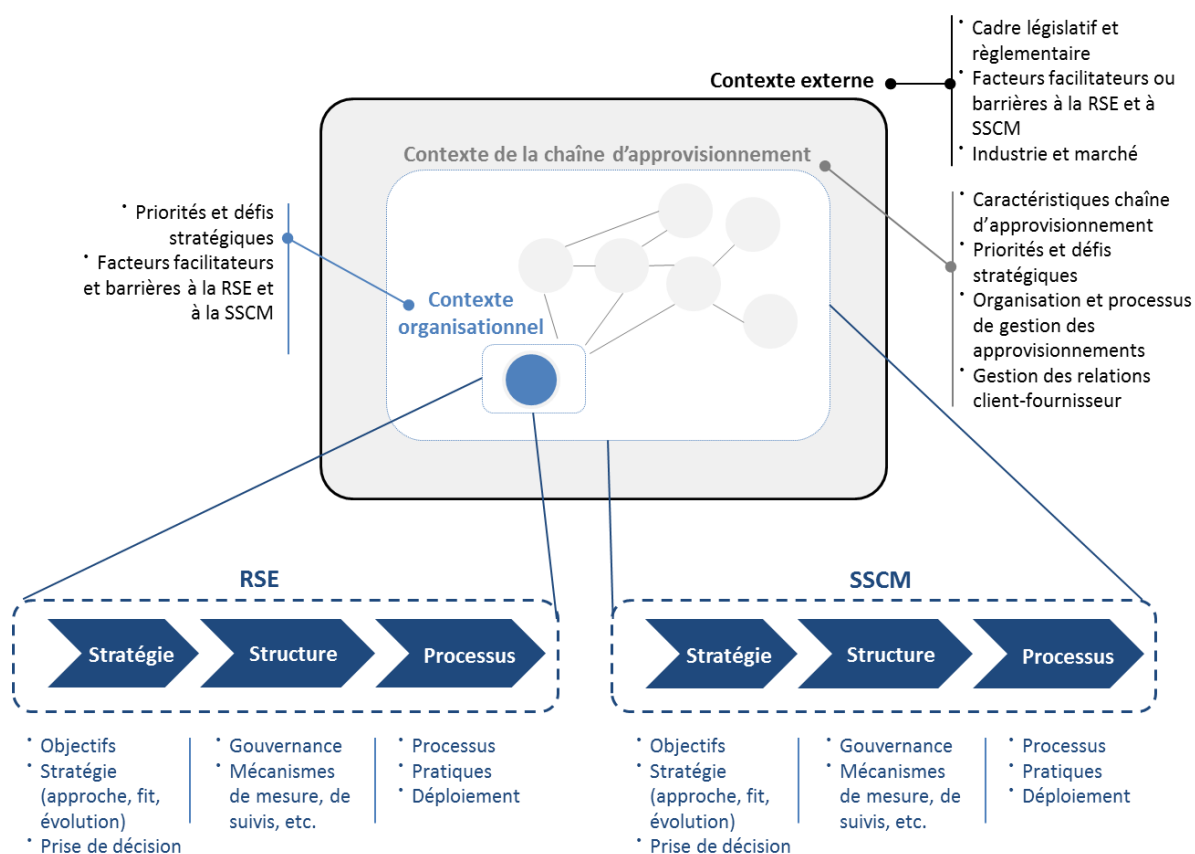 Contexte externe
• Cadre législatif et
règlementaire
• Facteurs facilitateurs ou
barrières à la RSE et à
SSCM
• Industrie et marché
Contexte de la chaîne d’approvisionnement
• Caractéristiques chaîne
d’approvisionnement
• Priorités et défis
stratégiques
• Organisation et processus
de gestion des
approvisionnements
• Gestion des relations
client-fournisseur
• Priorités et défis
stratégiques
• Facteurs facilitateurs
et barrières à la RSE et
à la SSCM
Contexte
organisationnel
RSE
Stratégie
Structure
Processus
• Objectifs
• Stratégie
(approche, fit,
évolution)
• Prise de décision
• Gouvernance
• Mécanismes
de mesure, de
suivis, etc.
• Processus
• Pratiques
• Déploiement
SSCM
Stratégie
Structure
Processus
• Objectifs
• Stratégie
(approche, fit,
évolution)
• Prise de décision
• Gouvernance
• Mécanismes
de mesure, de
suivis, etc.
• Processus
• Pratiques
• Déploiement